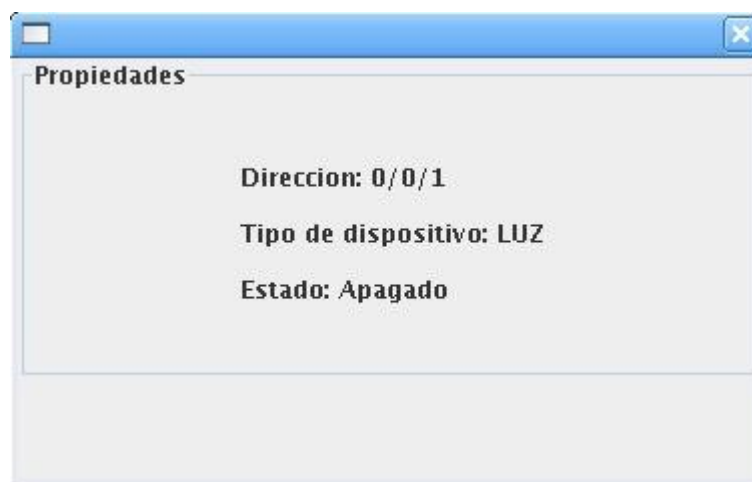 Propiedades
Direccion: 0/0/1
Tipo de dispositivo: LUZ
Estado: Apagado